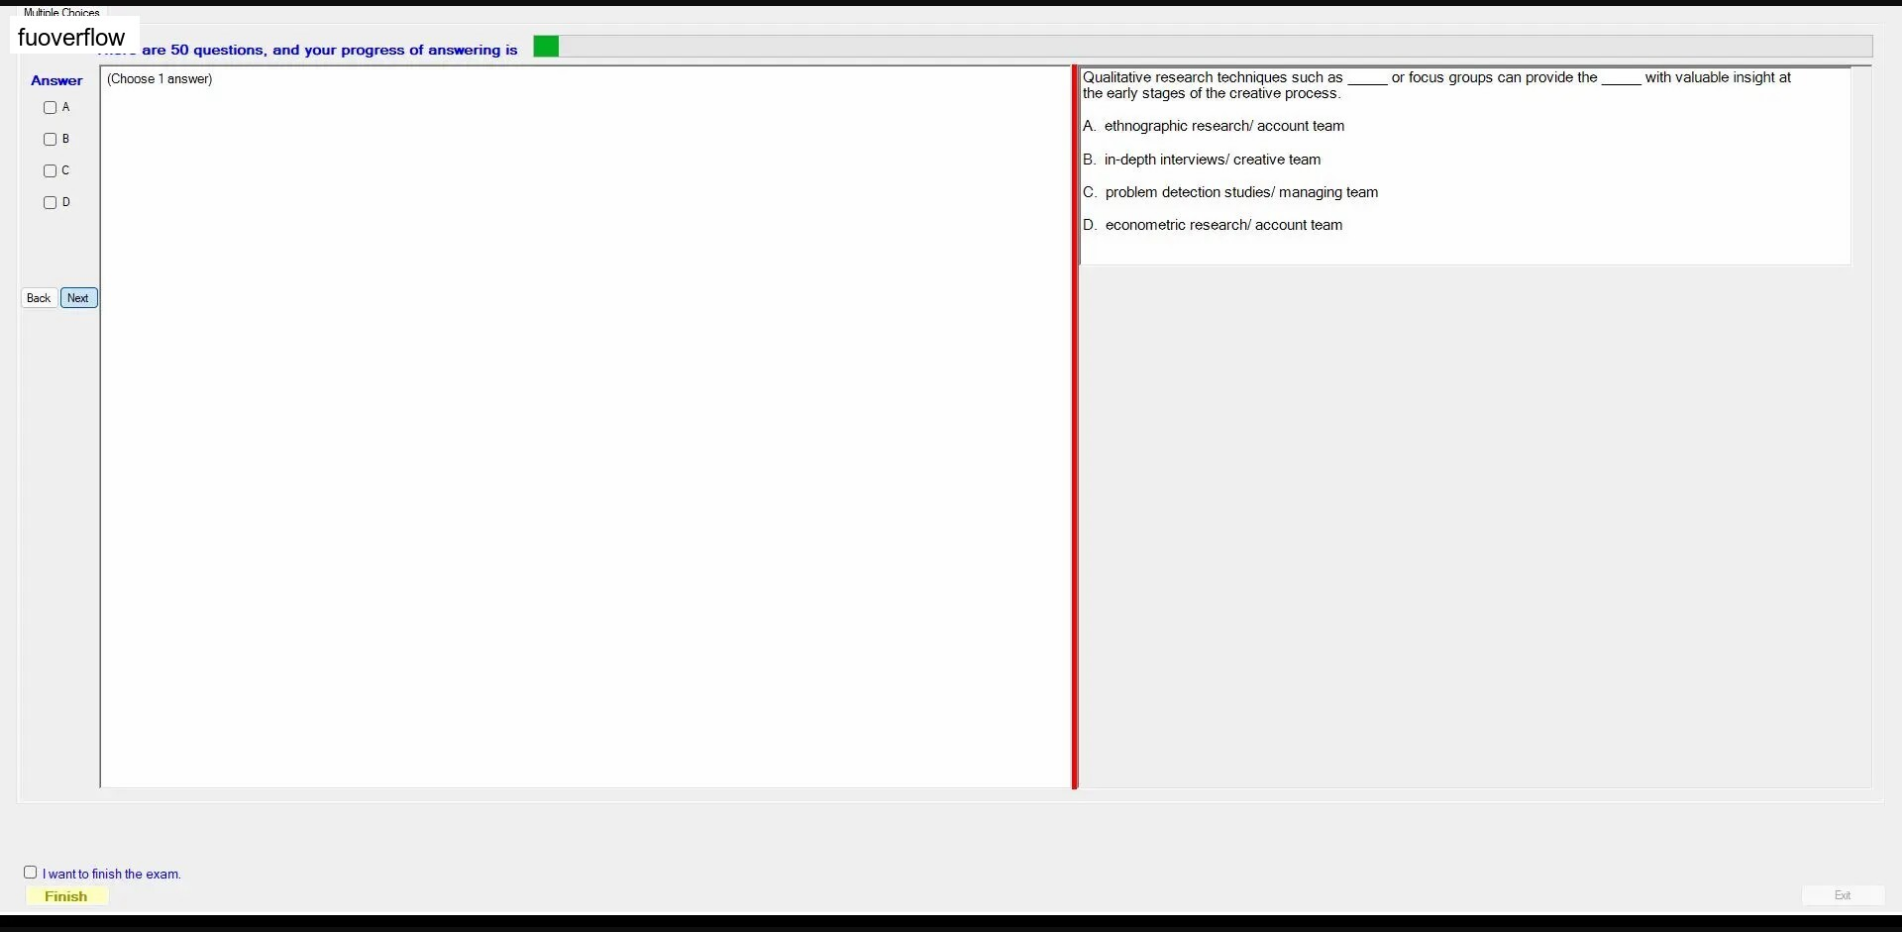 Multiple Choices
fuoverflow
are 50 questions, and your progress of answering is
Answer
(Choose 1 answer)
A
B
C
D
Back
Next
Qualitative research techniques such as _____ or focus groups can provide the _____ with valuable insight at
the early stages of the creative process.
A. ethnographic research/ account team
B. in-depth interviews/ creative team
C. problem detection studies/ managing team
D. econometric research/ account team
I want to finish the exam.
Finish
Exit